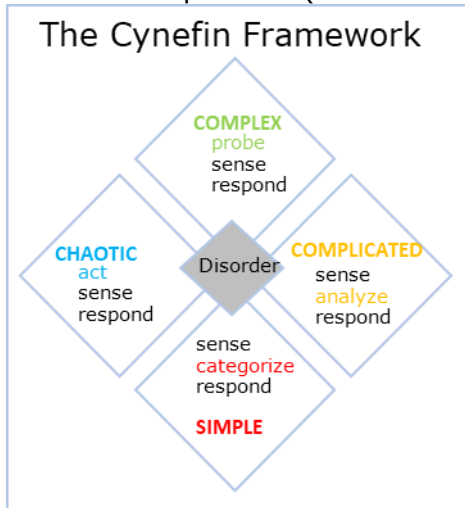 The Cynefin Framework
COMPLEX
probe
sense
respond
CHAOTIC
act
sense
respond
Disorder
COMPLICATED
sense
analyze
respond
sense
categorize
respond
SIMPLE